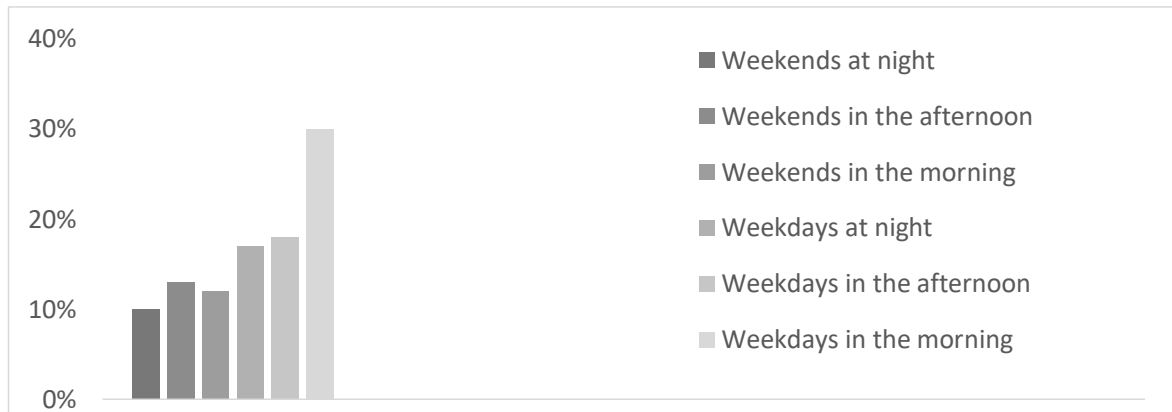 40%
30%
20%
10%
0%
Weekends at night
Weekends in the afternoon
Weekends in the morning
Weekdays at night
Weekdays in the afternoon
Weekdays in the morning